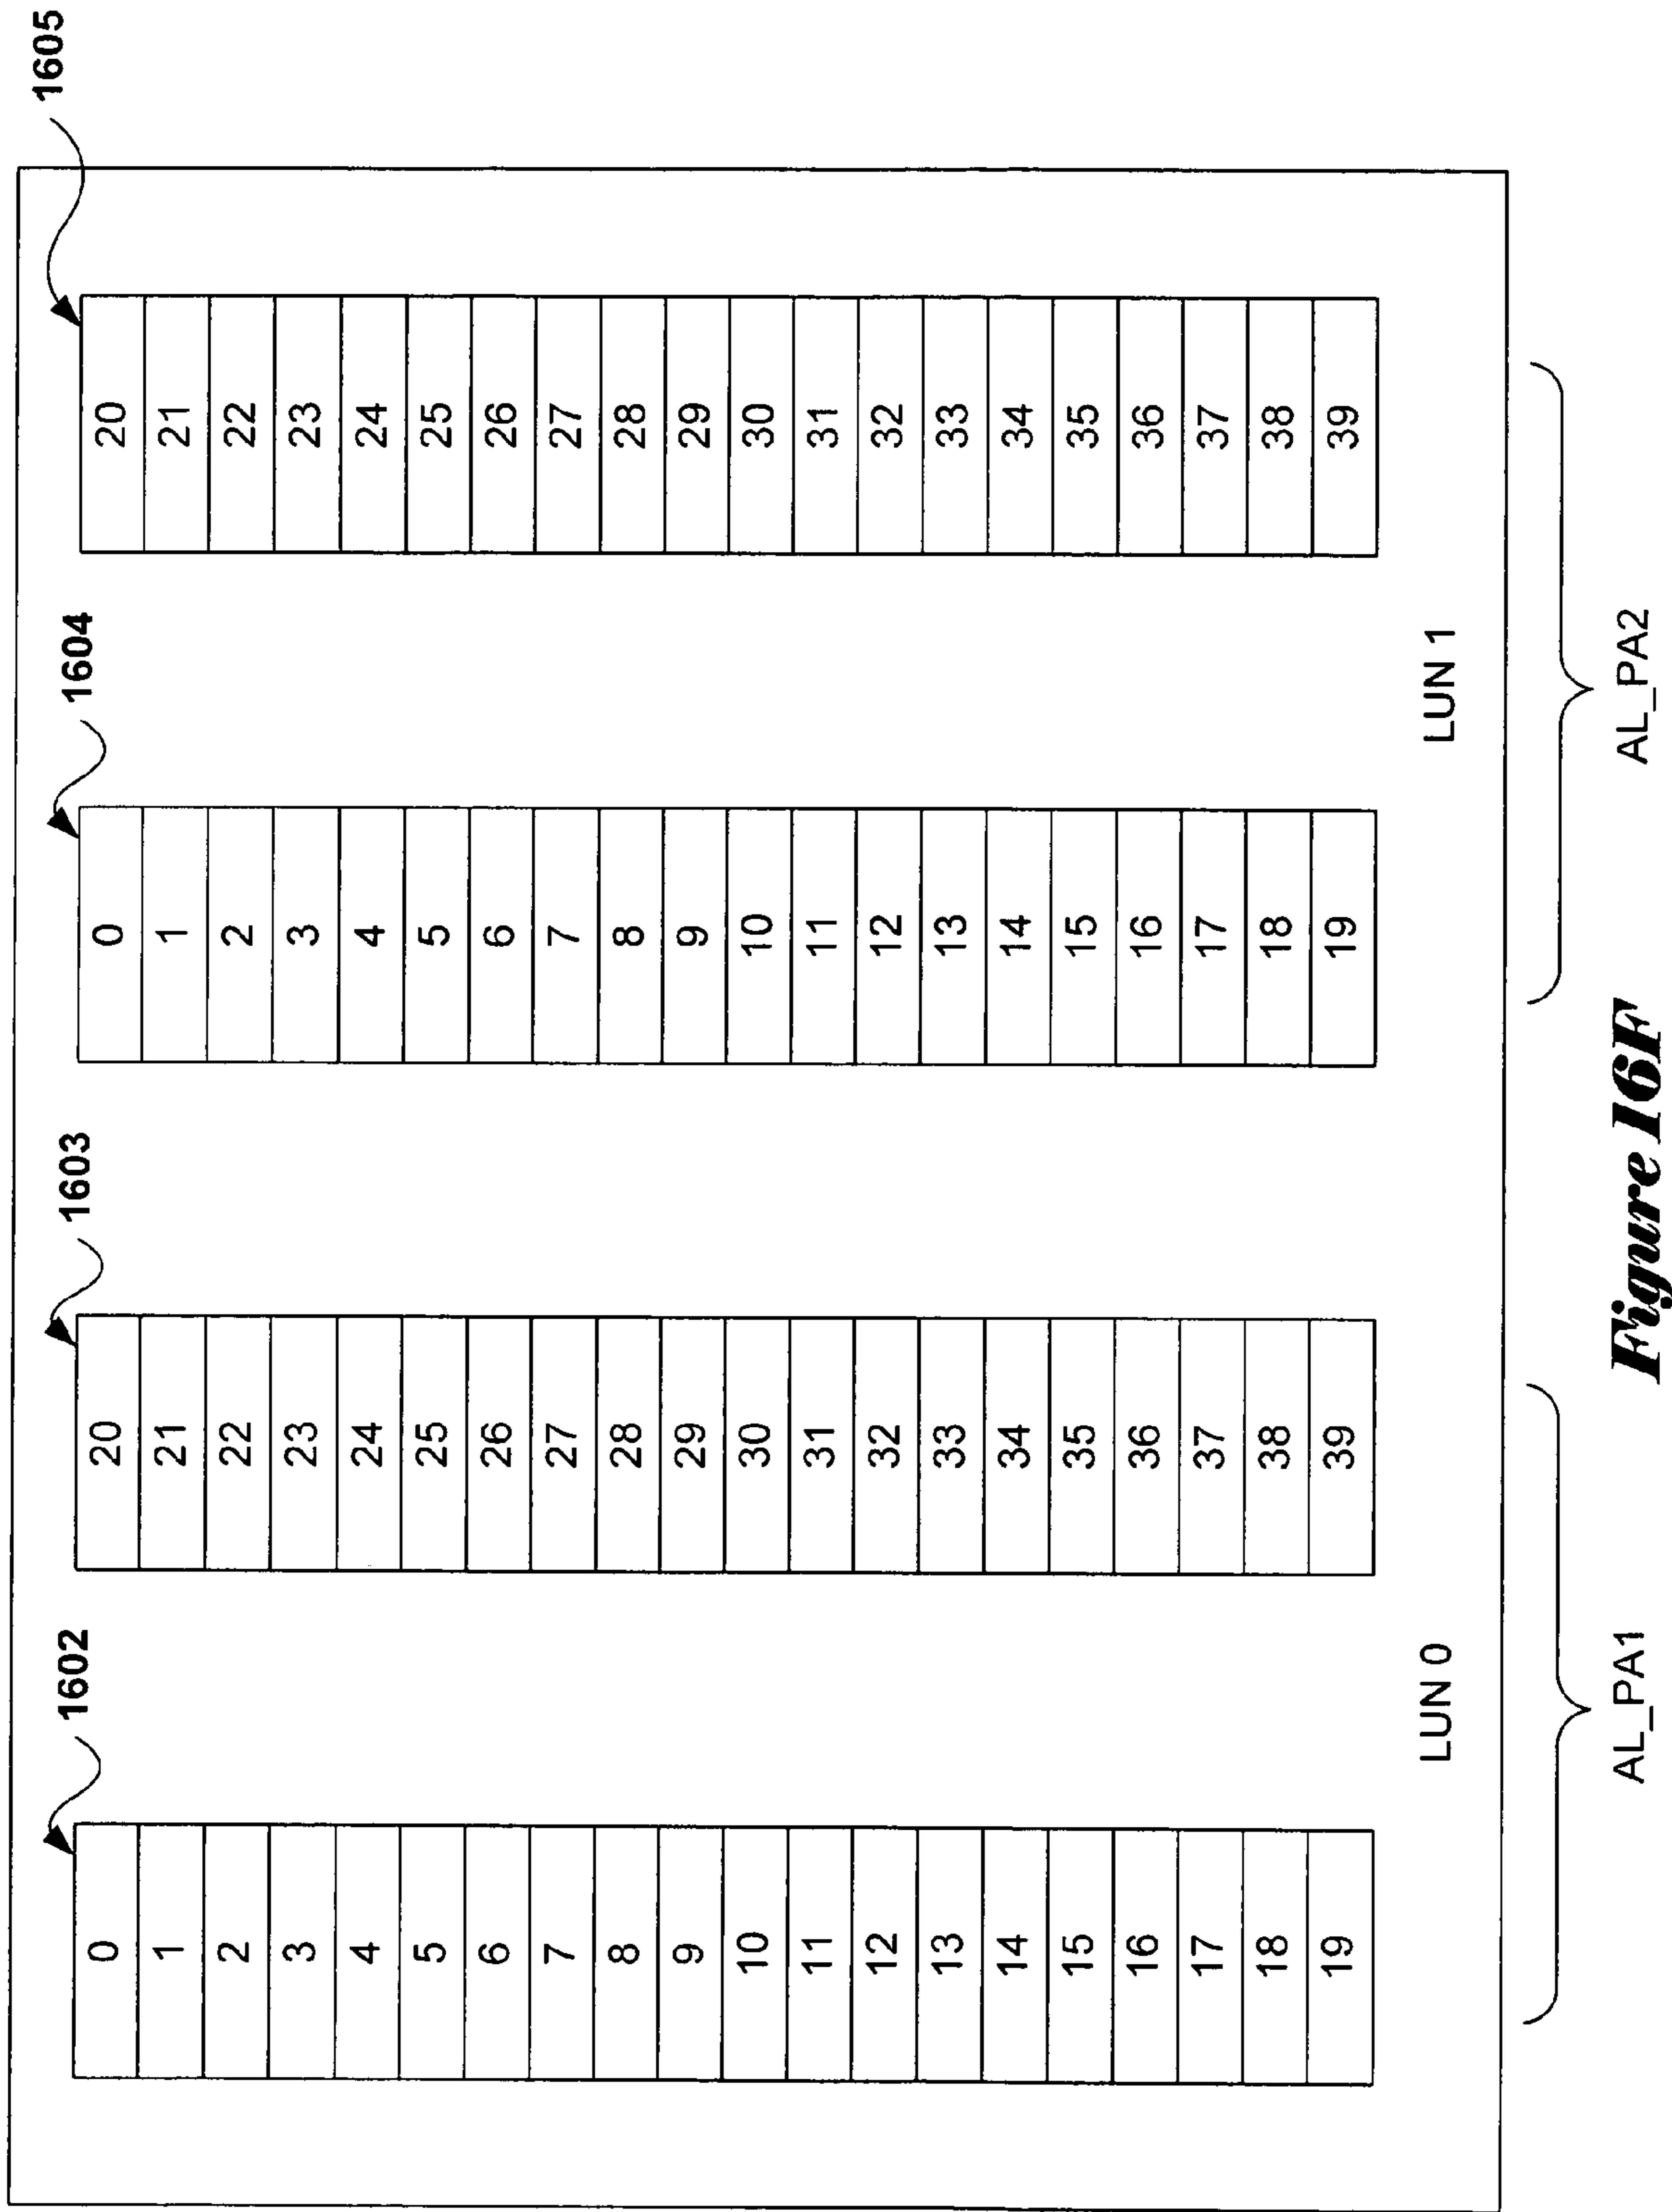 1602 1603 1604 1605
0 20 0 20
1 21 1 21
2 22 2 22
3 23 3 23
4 24 4 24
5 25 5 25
6 26 6 26
7 27 7 27
8 28 8 28
9 29 9 29
10 30 10 30
11 31 11 31
12 32 12 32
13 33 13 33
14 34 14 34
15 35 15 35
16 36 16 36
17 37 17 37
18 38 18 38
19 39 19 39
LUN 0 LUN 1
AL_PA1 AL_PA2
Figure 16F